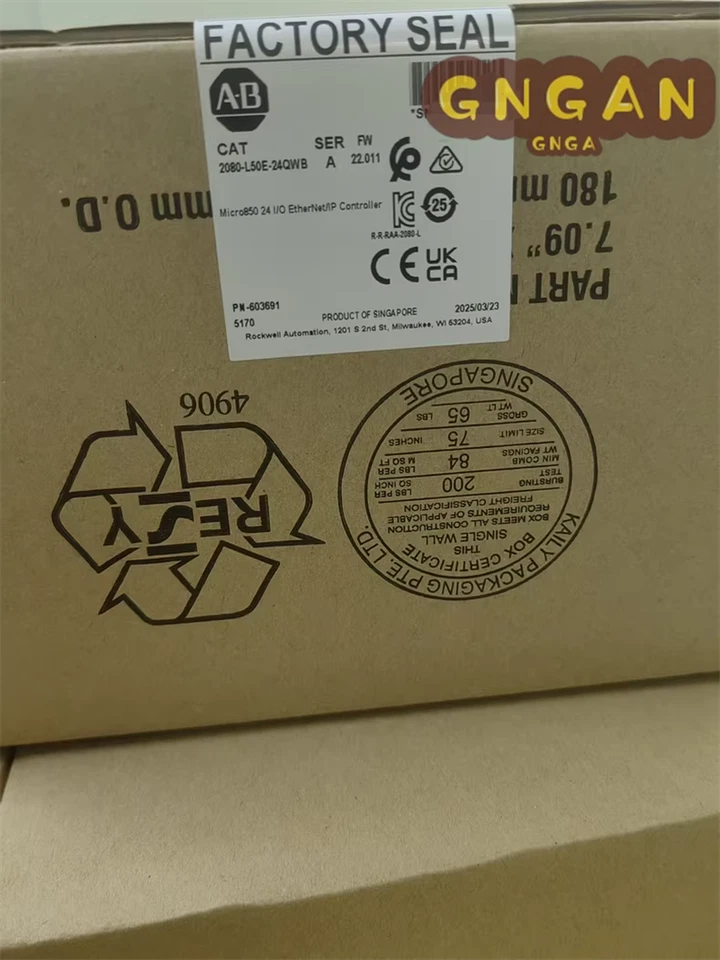 FACTORY SEAL
A·B
GNGAN
GNGA
CAT SER FW
2080-L50E-24QWB A 22.011
Micro850 24 I/O EtherNet/IP Controller
25
R-R-RAA-2080-L
CE UK CA
PN-603691
5170 PRODUCT OF SINGAPORE 2025/03/23
Rockwell Automation, 1201 S 2nd St, Milwaukee, WI 53204, USA
PART
7.09"
180 mm O.D.
4906
RESY
KAILY PACKAGING PTE. LTD.
BOX CERTIFICATE
THIS
SINGLE WALL
BOX MEETS ALL CONSTRUCTION
REQUIREMENTS OF APPLICABLE
FREIGHT CLASSIFICATION
BURSTING TEST 200 LBS PER SQ INCH
MIN COMB WT FACINGS 84 LBS PER M SQ FT
SIZE LIMIT 75 INCHES
GROSS WT LT 65 LBS
SINGAPORE